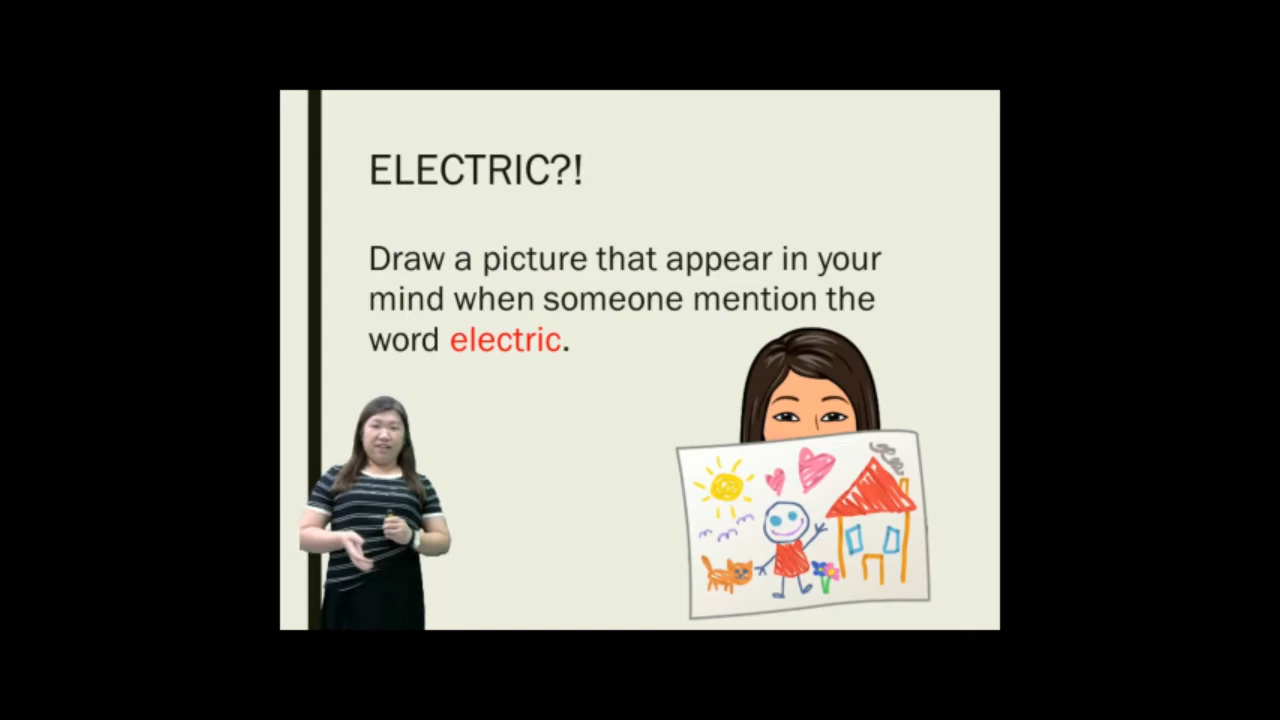 ELECTRIC?!
Draw a picture that appear in your
mind when someone mention the
word electric.